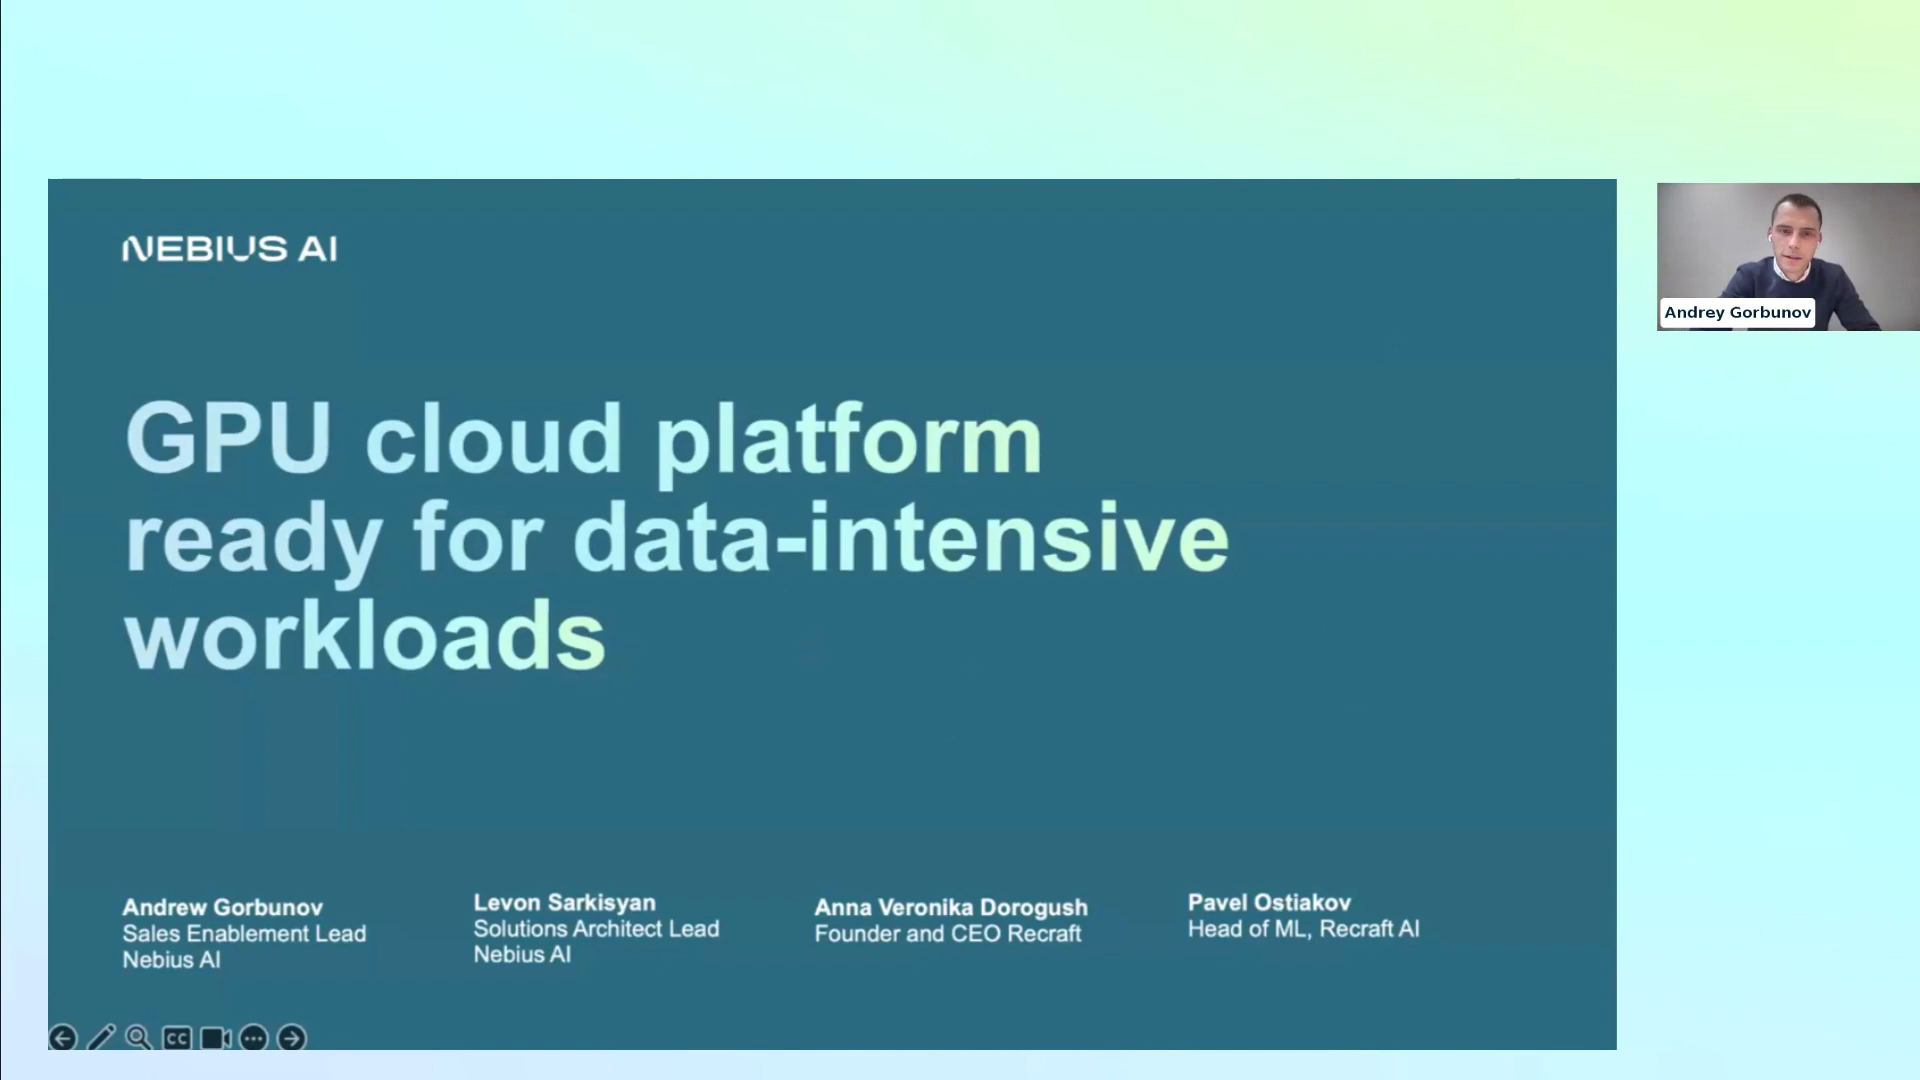 NEBIUS AI
GPU cloud platform
ready for data-intensive
workloads
Andrew Gorbunov
Sales Enablement Lead
Nebius AI
Levon Sarkisyan
Solutions Architect Lead
Nebius AI
Anna Veronika Dorogush
Founder and CEO Recraft
Pavel Ostiakov
Head of ML, Recraft AI
CC
Andrey Gorbunov